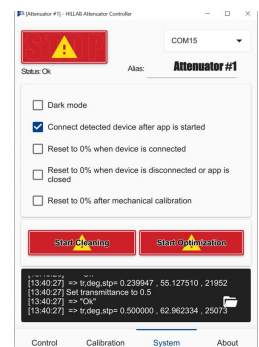 [Attenuator #1] - HiLLAB Attenuator Controller
COM15
Status: Ok
Alias:
Attenuator #1
Dark mode
Connect detected device after app is started
Reset to 0% when device is connected
Reset to 0% when device is disconnected or app is
closed
Reset to 0% after mechanical calibration
Start Cleaning
Start Optimization
[13:40:27] => tr,deg,stp= 0.239947 , 55.127510 , 21952
[13:40:27] Set transmittance to 0.5
[13:40:27] => "Ok"
[13:40:27] => tr,deg,stp= 0.500000 , 62.962334 , 25073
Control
Calibration
System
About